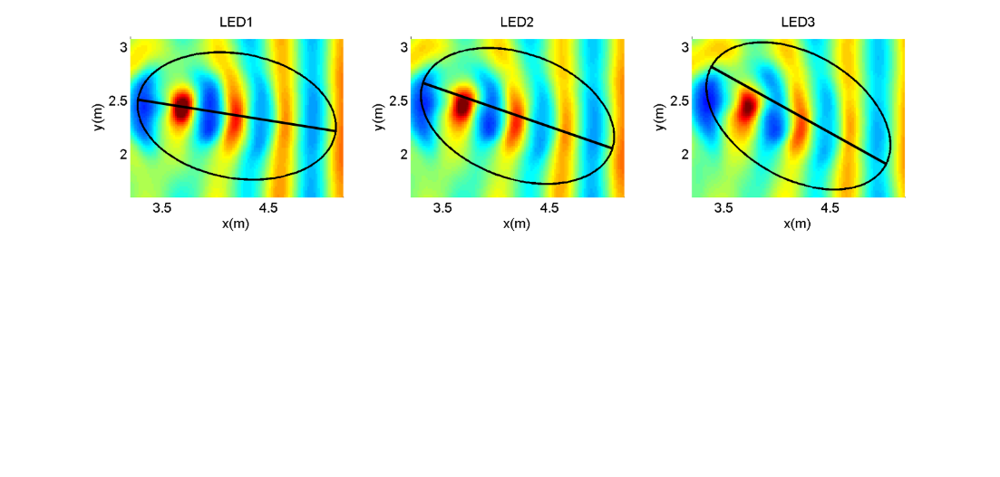 LED1 LED2 LED3
3 3 3
2.5 2.5 2.5
y(m) y(m) y(m)
2 2 2
3.5 4.5 3.5 4.5 3.5 4.5
x(m) x(m) x(m)